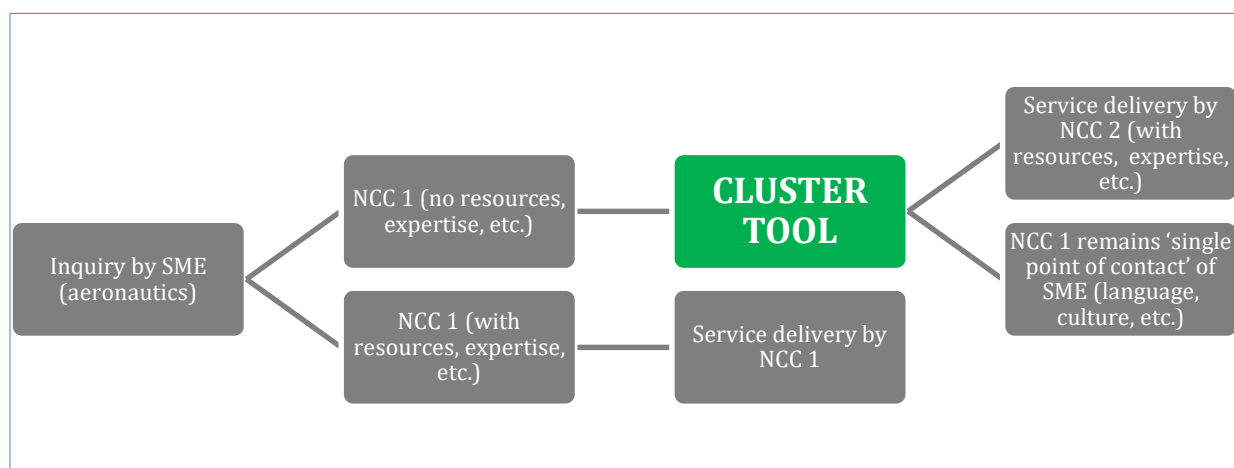 Inquiry by SME
(aeronautics)
NCC 1 (no resources,
expertise, etc.)
NCC 1 (with
resources, expertise,
etc.)
CLUSTER
TOOL
Service delivery by
NCC 1
Service delivery by
NCC 2 (with
resources, expertise,
etc.)
NCC 1 remains ‘single
point of contact’ of
SME (language,
culture, etc.)